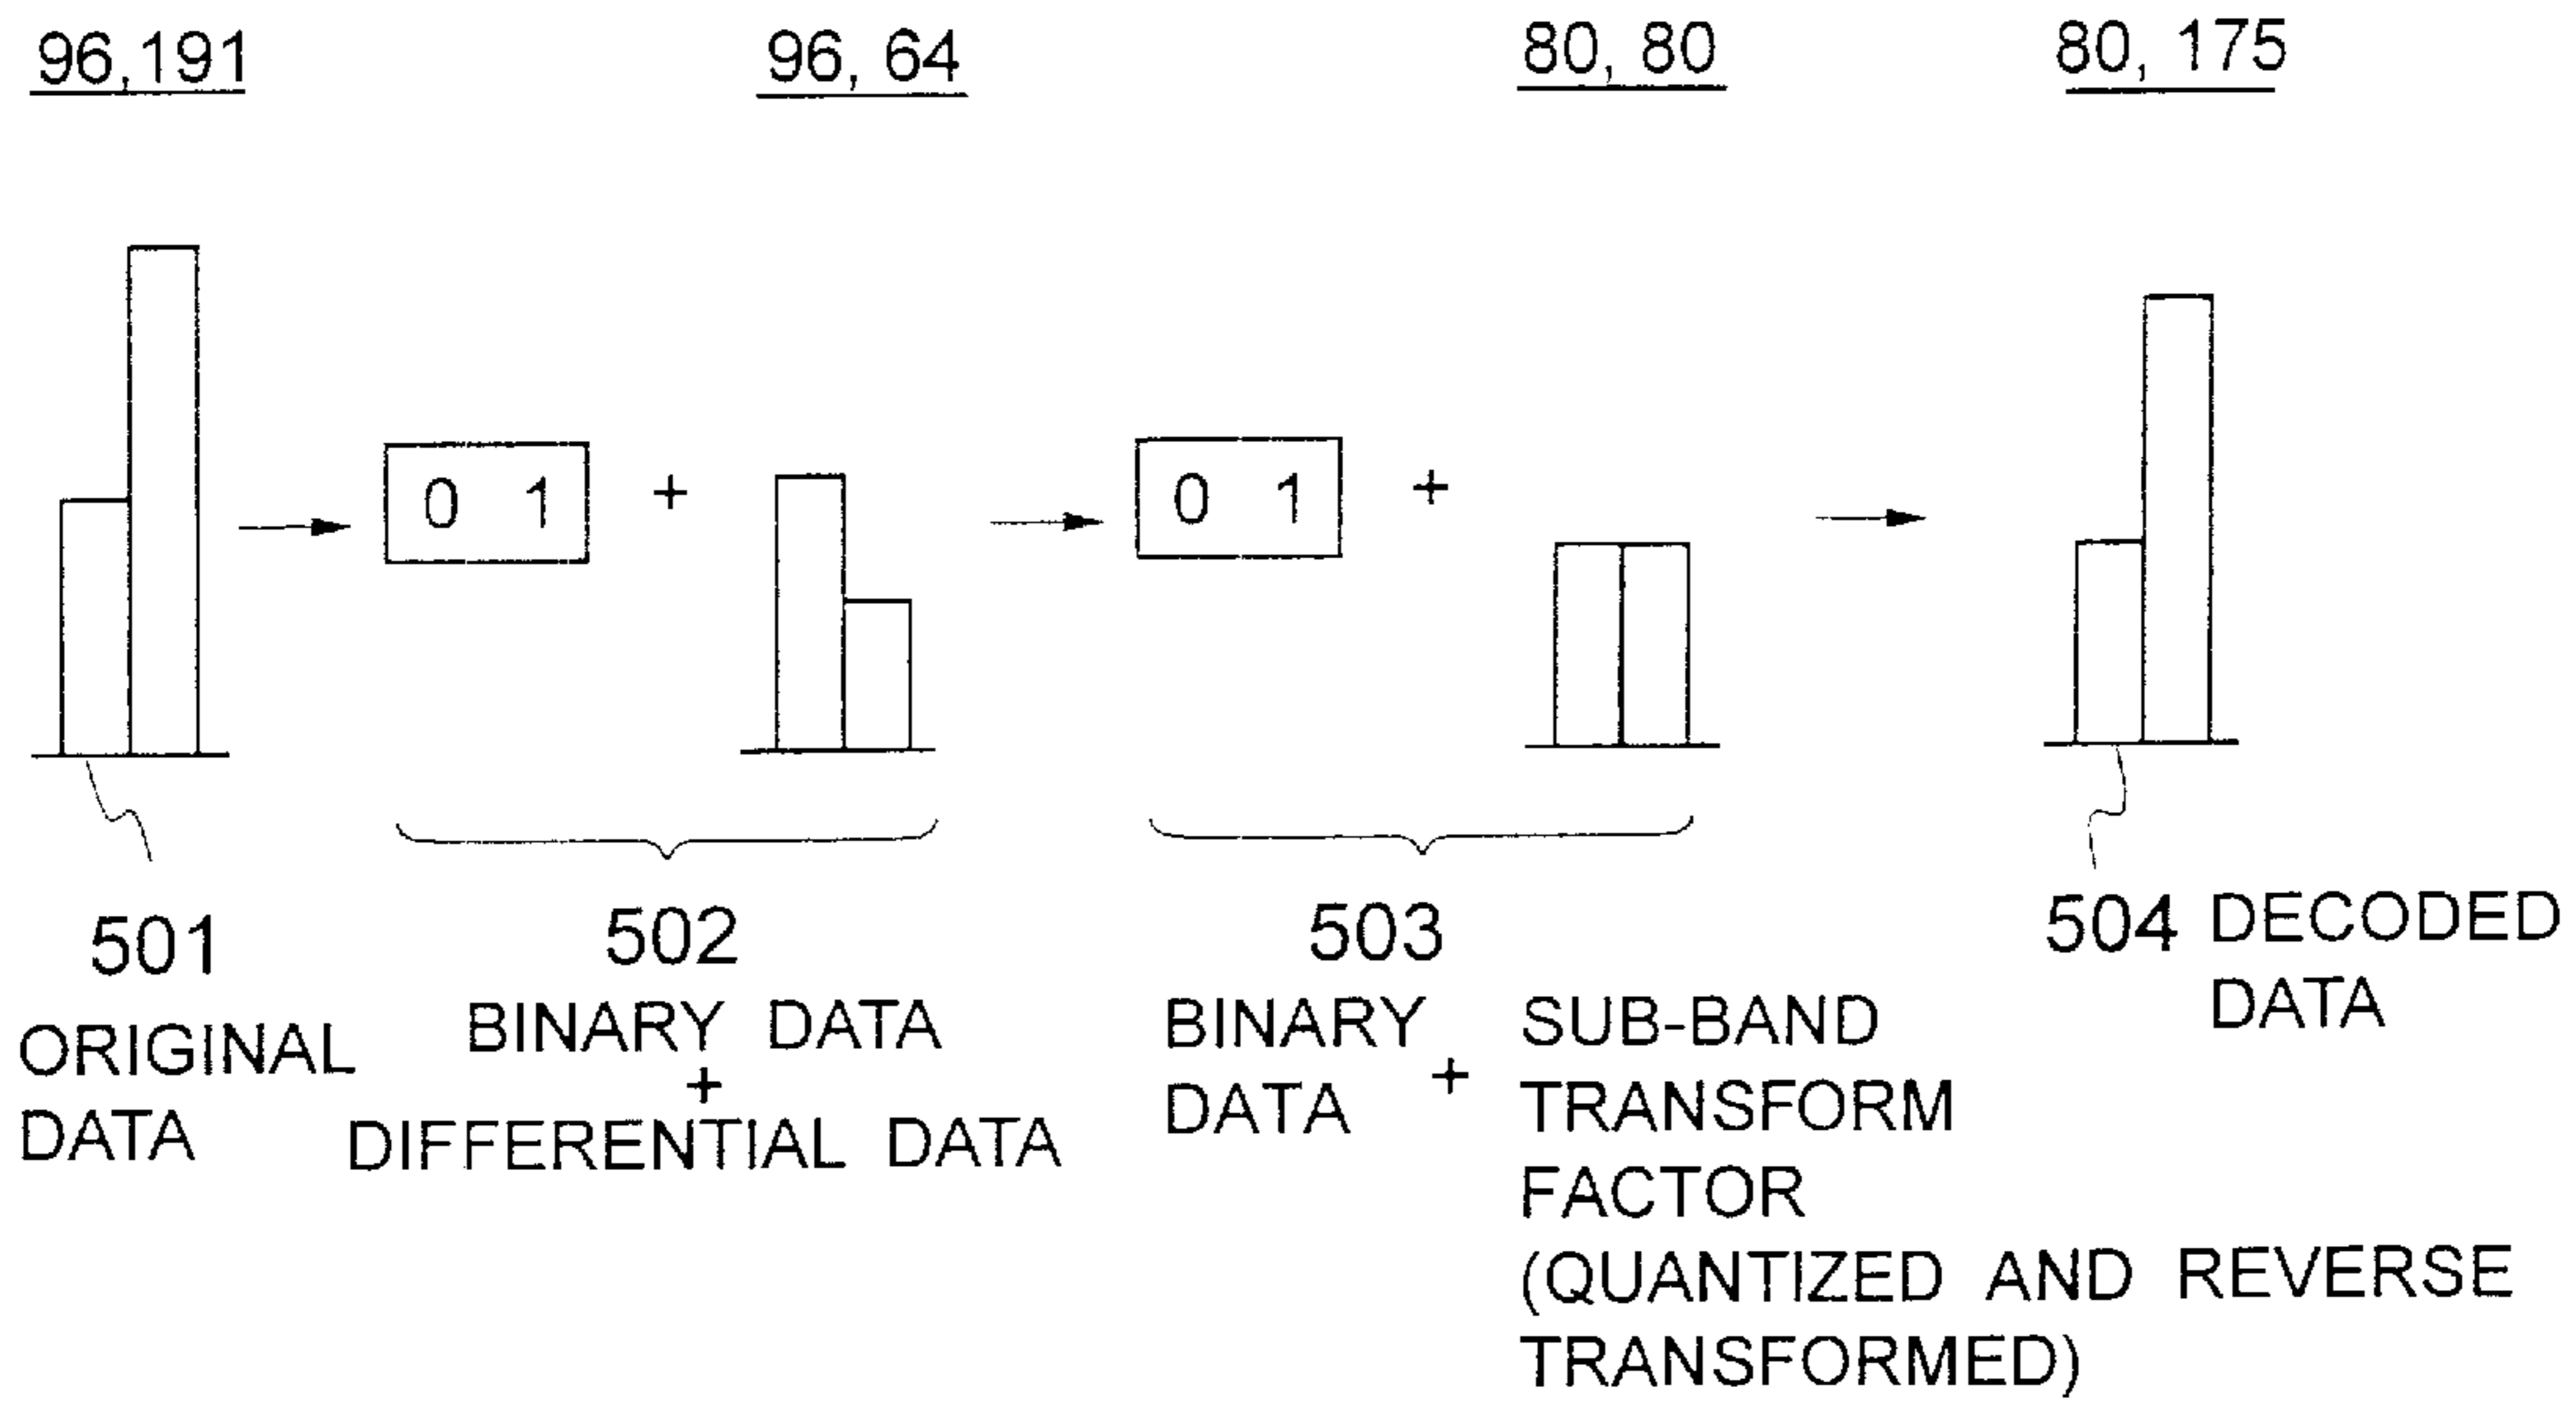 96,191
96, 64
80, 80
80, 175
0 1
+
0 1
+
501
ORIGINAL
DATA
502
BINARY DATA
+
DIFFERENTIAL DATA
503
BINARY
DATA
+
SUB-BAND
TRANSFORM
FACTOR
(QUANTIZED AND REVERSE
TRANSFORMED)
504 DECODED
DATA